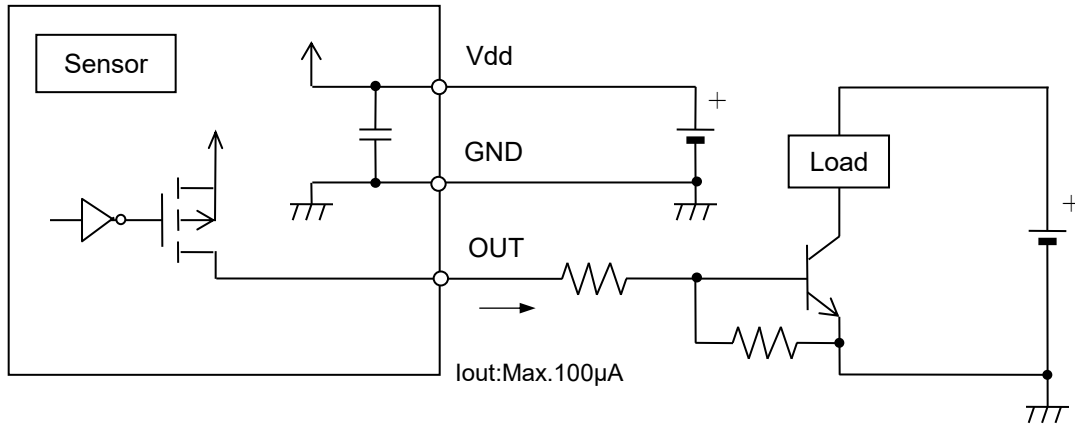 Sensor
Vdd
+
GND
Load
+
OUT
Iout:Max.100µA